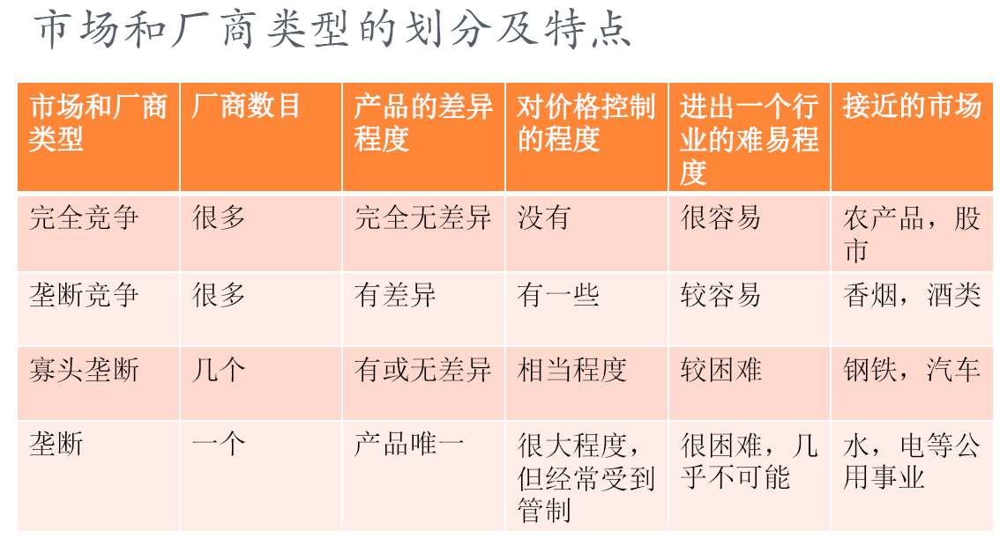 市场和厂商类型的划分及特点
市场和厂商
类型
厂商数目
产品的差异
程度
对价格控制
的程度
进出一个行
业的难易程
度
接近的市场
完全竞争
很多
完全无差异
没有
很容易
农产品，股
市
垄断竞争
很多
有差异
有一些
较容易
香烟，酒类
寡头垄断
几个
有或无差异
相当程度
较困难
钢铁，汽车
垄断
一个
产品唯一
很大程度，
但经常受到
管制
很困难，几
乎不可能
水，电等公
用事业